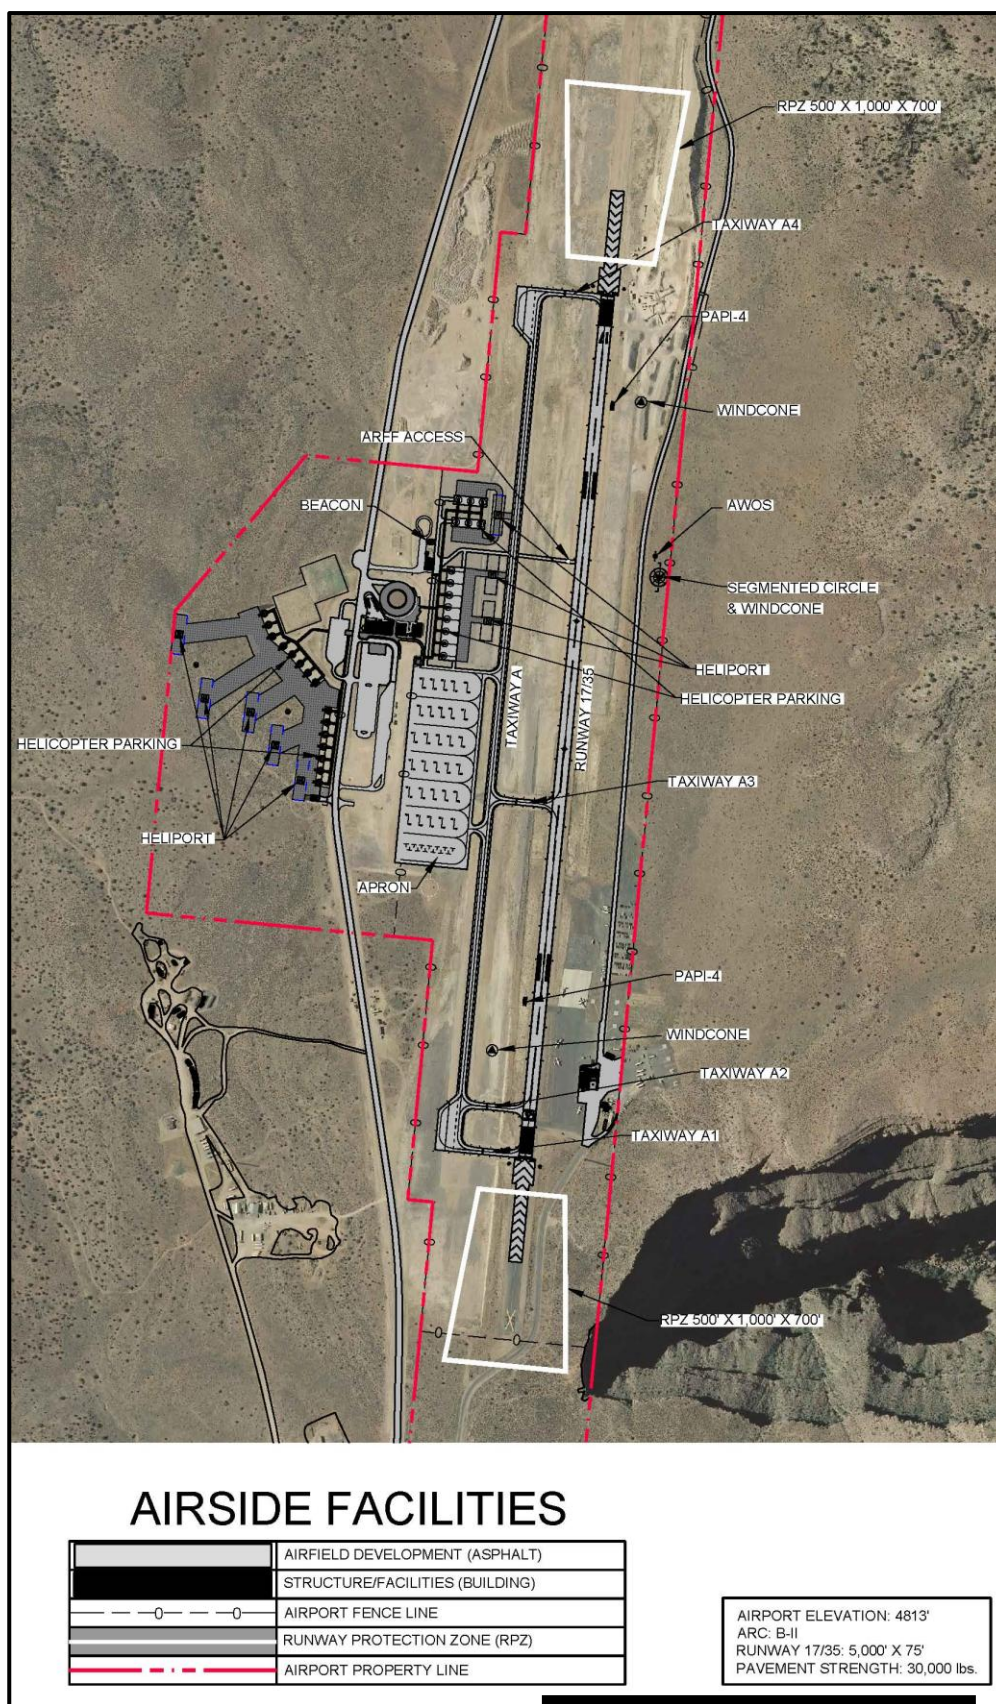 RPZ 500' X 1,000' X 700'
TAXIWAY A4
PAPI-4
WINDCONE
ARFF ACCESS
BEACON
AWOS
SEGMENTED CIRCLE
& WINDCONE
HELIPORT
HELICOPTER PARKING
TAXIWAY A
RUNWAY 17/35
HELICOPTER PARKING
TAXIWAY A3
HELIPORT
APRON
PAPI-4
WINDCONE
TAXIWAY A2
TAXIWAY A1
RPZ 500' X 1,000' X 700'
AIRSIDE FACILITIES
AIRFIELD DEVELOPMENT (ASPHALT)
STRUCTURE/FACILITIES (BUILDING)
AIRPORT FENCE LINE
RUNWAY PROTECTION ZONE (RPZ)
AIRPORT PROPERTY LINE
AIRPORT ELEVATION: 4813'
ARC: B-II
RUNWAY 17/35: 5,000' X 75'
PAVEMENT STRENGTH: 30,000 lbs.